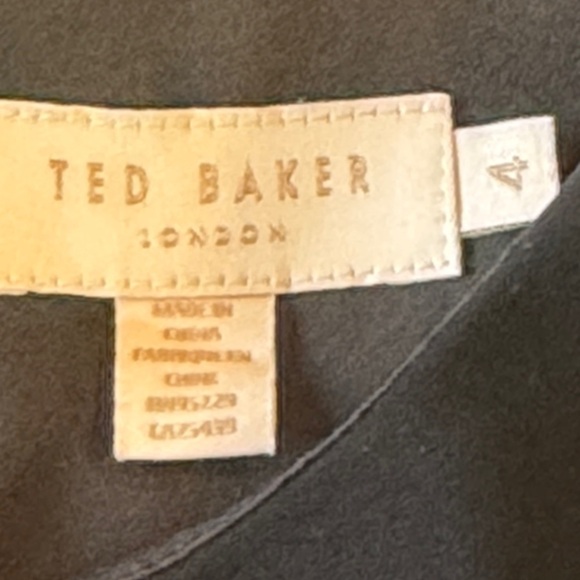 TED BAKER
LONDON
4
MADE IN
CHINA
FABRIQUE EN
CHINE